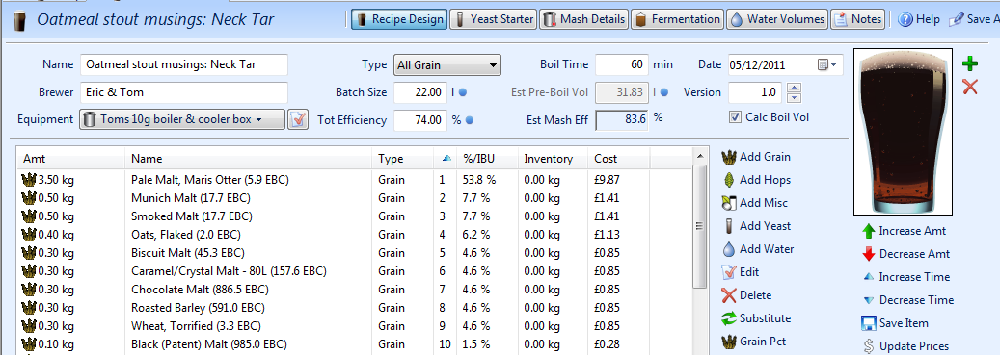 Oatmeal stout musings: Neck Tar
Recipe Design Yeast Starter Mash Details Fermentation Water Volumes Notes Help Save A
Name Oatmeal stout musings: Neck Tar Type All Grain Boil Time 60 min Date 05/12/2011
Brewer Eric & Tom Batch Size 22.00 l Est Pre-Boil Vol 31.83 l Version 1.0
Equipment Toms 10g boiler & cooler box Tot Efficiency 74.00 % Est Mash Eff 83.6 % Calc Boil Vol
Amt Name Type %/IBU Inventory Cost
3.50 kg Pale Malt, Maris Otter (5.9 EBC) Grain 1 53.8 % 0.00 kg £9.87
0.50 kg Munich Malt (17.7 EBC) Grain 2 7.7 % 0.00 kg £1.41
0.50 kg Smoked Malt (17.7 EBC) Grain 3 7.7 % 0.00 kg £1.41
0.40 kg Oats, Flaked (2.0 EBC) Grain 4 6.2 % 0.00 kg £1.13
0.30 kg Biscuit Malt (45.3 EBC) Grain 5 4.6 % 0.00 kg £0.85
0.30 kg Caramel/Crystal Malt - 80L (157.6 EBC) Grain 6 4.6 % 0.00 kg £0.85
0.30 kg Chocolate Malt (886.5 EBC) Grain 7 4.6 % 0.00 kg £0.85
0.30 kg Roasted Barley (591.0 EBC) Grain 8 4.6 % 0.00 kg £0.85
0.30 kg Wheat, Torrified (3.3 EBC) Grain 9 4.6 % 0.00 kg £0.85
0.10 kg Black (Patent) Malt (985.0 EBC) Grain 10 1.5 % 0.00 kg £0.28
Add Grain
Add Hops
Add Misc
Add Yeast
Add Water
Edit
Delete
Substitute
Grain Pct
Increase Amt
Decrease Amt
Increase Time
Decrease Time
Save Item
Update Prices